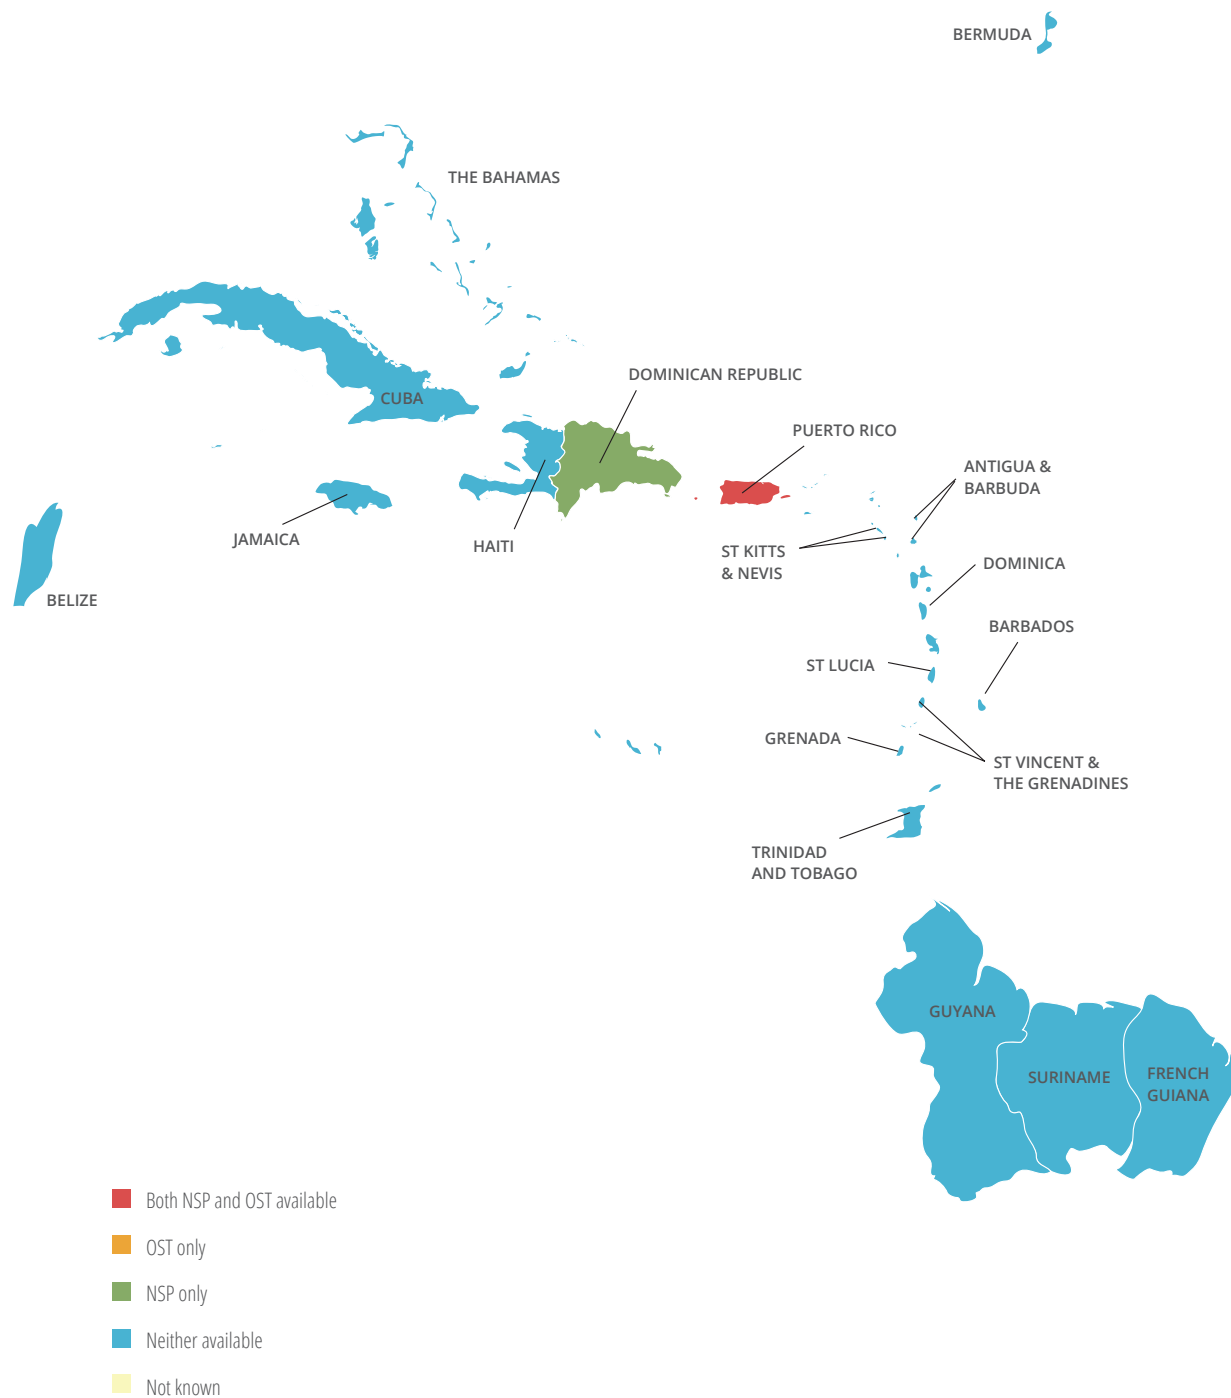 BERMUDA
THE BAHAMAS
DOMINICAN REPUBLIC
CUBA
PUERTO RICO
ANTIGUA &
BARBUDA
JAMAICA
HAITI
ST KITTS
& NEVIS
DOMINICA
BELIZE
BARBADOS
ST LUCIA
GRENADA
ST VINCENT &
THE GRENADINES
TRINIDAD
AND TOBAGO
GUYANA
SURINAME
FRENCH
GUIANA
Both NSP and OST available
OST only
NSP only
Neither available
Not known